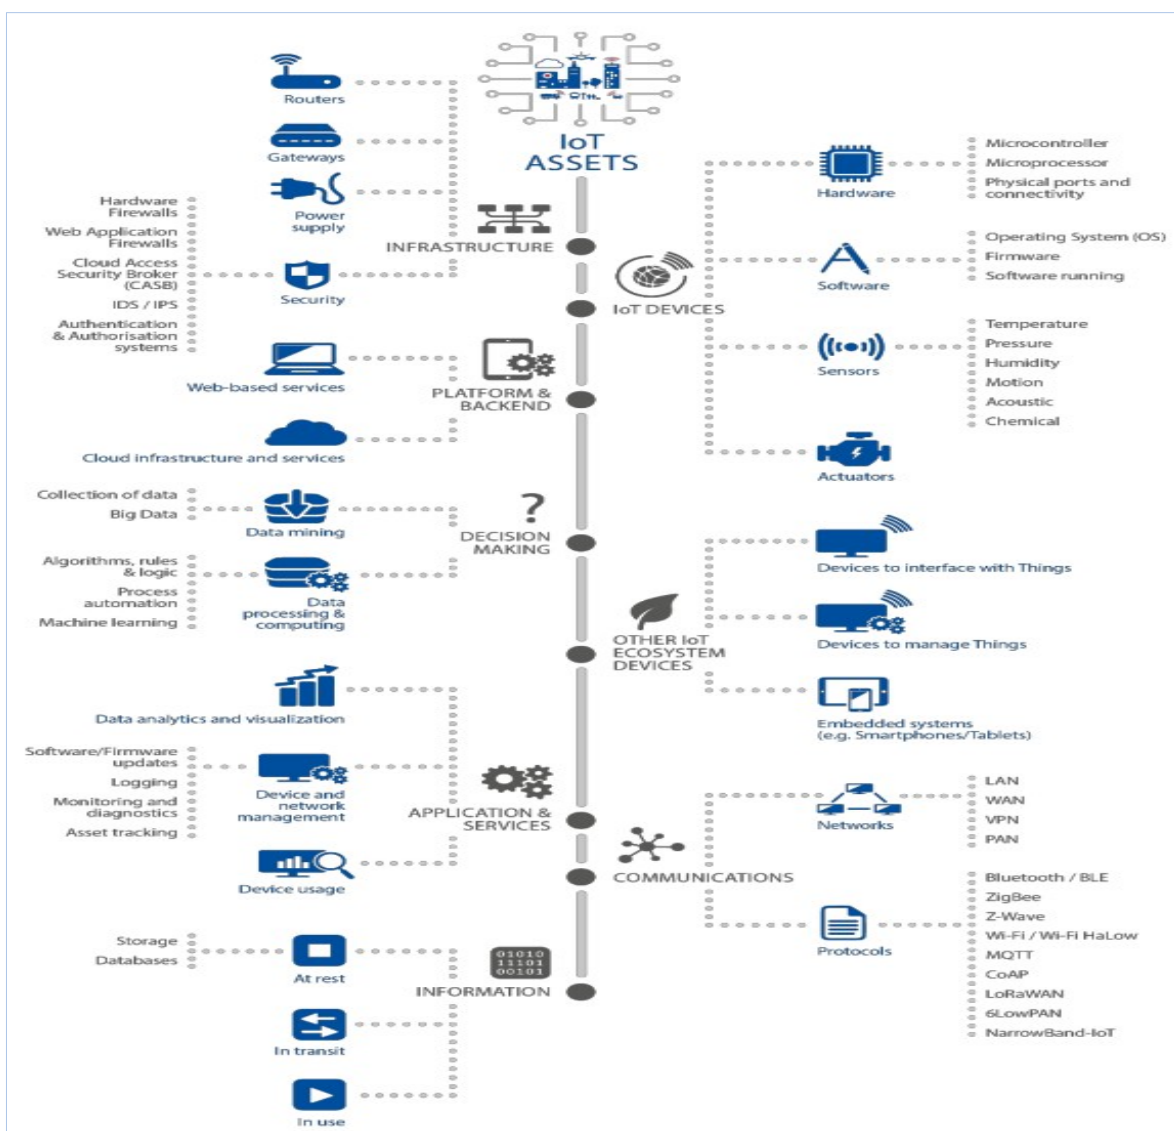 IoT
ASSETS
Routers
Gateways
Power
supply
INFRASTRUCTURE
Hardware
Firewalls
Web Application
Firewalls
Cloud Access
Security Broker
(CASB)
IDS / IPS
Authentication
& Authorisation
systems
Security
Web-based services
PLATFORM &
BACKEND
Cloud infrastructure and services
Collection of data
Big Data
Data mining
DECISION
MAKING
Algorithms, rules
& logic
Process
automation
Machine learning
Data
processing &
computing
Data analytics and visualization
Software/Firmware
updates
Logging
Monitoring and
diagnostics
Asset tracking
Device and
network
management
APPLICATION &
SERVICES
Device usage
Storage
Databases
At rest
01010
11101
00101
INFORMATION
In transit
In use
IoT DEVICES
Hardware
Microcontroller
Microprocessor
Physical ports and
connectivity
Software
Operating System (OS)
Firmware
Software running
Sensors
Temperature
Pressure
Humidity
Motion
Acoustic
Chemical
Actuators
OTHER IoT
ECOSYSTEM
DEVICES
Devices to interface with Things
Devices to manage Things
Embedded systems
(e.g. Smartphones/Tablets)
COMMUNICATIONS
Networks
LAN
WAN
VPN
PAN
Protocols
Bluetooth / BLE
ZigBee
Z-Wave
Wi-Fi / Wi-Fi HaLow
MQTT
CoAP
LoRaWAN
6LowPAN
NarrowBand-IoT